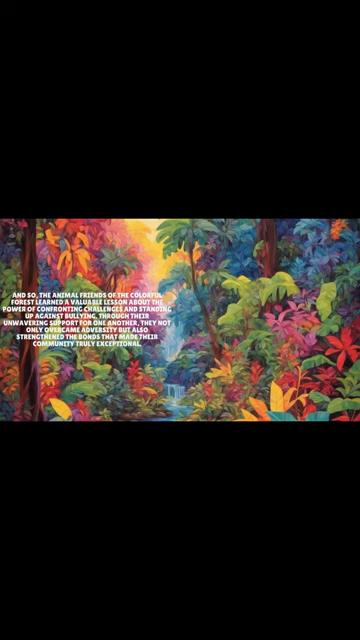 AND SO, THE ANIMAL FRIENDS OF THE COLORFUL
FOREST LEARNED A VALUABLE LESSON ABOUT THE
POWER OF CONFRONTING CHALLENGES AND STANDING
UP AGAINST BULLYING. THROUGH THEIR
UNWAVERING SUPPORT FOR ONE ANOTHER, THEY NOT
ONLY OVERCAME ADVERSITY BUT ALSO
STRENGTHENED THE BONDS THAT MADE THEIR
COMMUNITY TRULY EXCEPTIONAL.